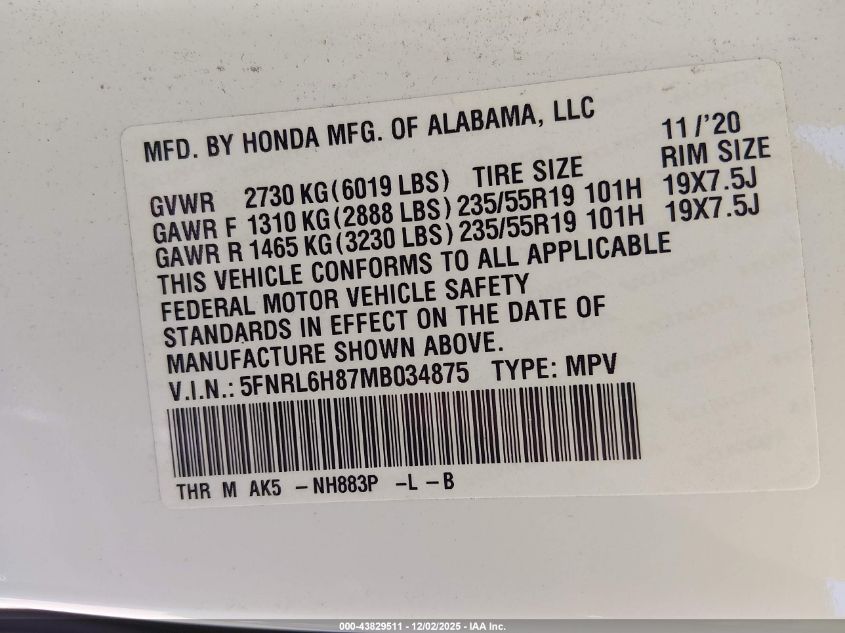 MFD. BY HONDA MFG. OF ALABAMA, LLC 11/'20
GVWR 2730 KG(6019 LBS) TIRE SIZE RIM SIZE
GAWR F 1310 KG(2888 LBS) 235/55R19 101H 19X7.5J
GAWR R 1465 KG(3230 LBS) 235/55R19 101H 19X7.5J
THIS VEHICLE CONFORMS TO ALL APPLICABLE
FEDERAL MOTOR VEHICLE SAFETY
STANDARDS IN EFFECT ON THE DATE OF
MANUFACTURE SHOWN ABOVE.
V.I.N.: 5FNRL6H87MB034875 TYPE: MPV
THR M AK5 -NH883P -L -B
000-43829511 - 12/02/2025 - IAA Inc.